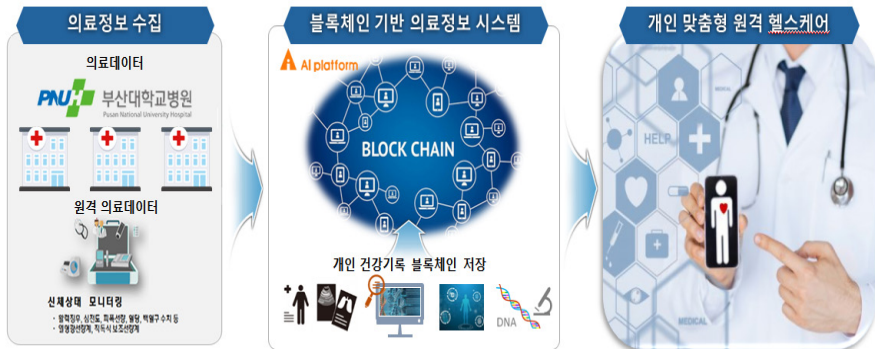 의료정보 수집
의료데이터
PNUH 부산대학교병원
Pusan National University Hospital
원격 의료데이터
신체상태 모니터링
블록체인 기반 의료정보 시스템
AI platform
BLOCK CHAIN
개인 건강기록 블록체인 저장
DNA
개인 맞춤형 원격 헬스케어
MEDICAL
HELP
MEDICAL